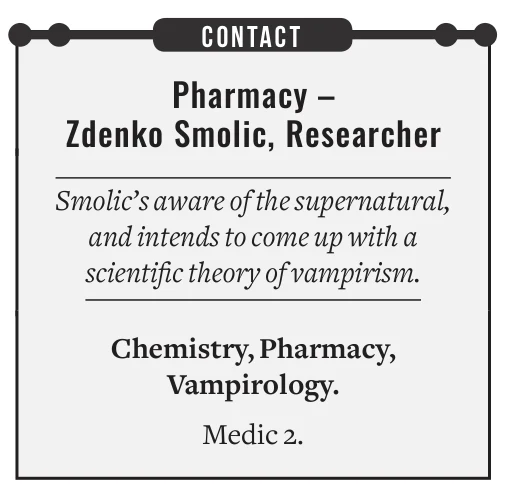 CONTACT
Pharmacy –
Zdenko Smolic, Researcher
Smolic’s aware of the supernatural,
and intends to come up with a
scientific theory of vampirism.
Chemistry, Pharmacy,
Vampirology.
Medic 2.